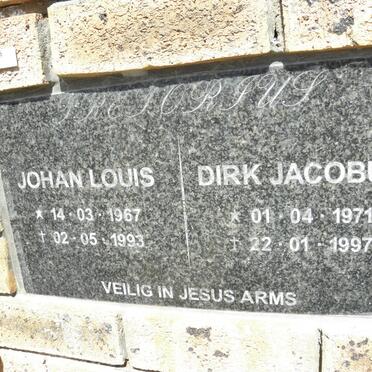 PRETORIUS
JOHAN LOUIS
★ 14 · 03 · 1967
† 02 · 05 · 1993
DIRK JACOBU
★ 01 · 04 · 1971
† 22 · 01 · 1997
VEILIG IN JESUS ARMS